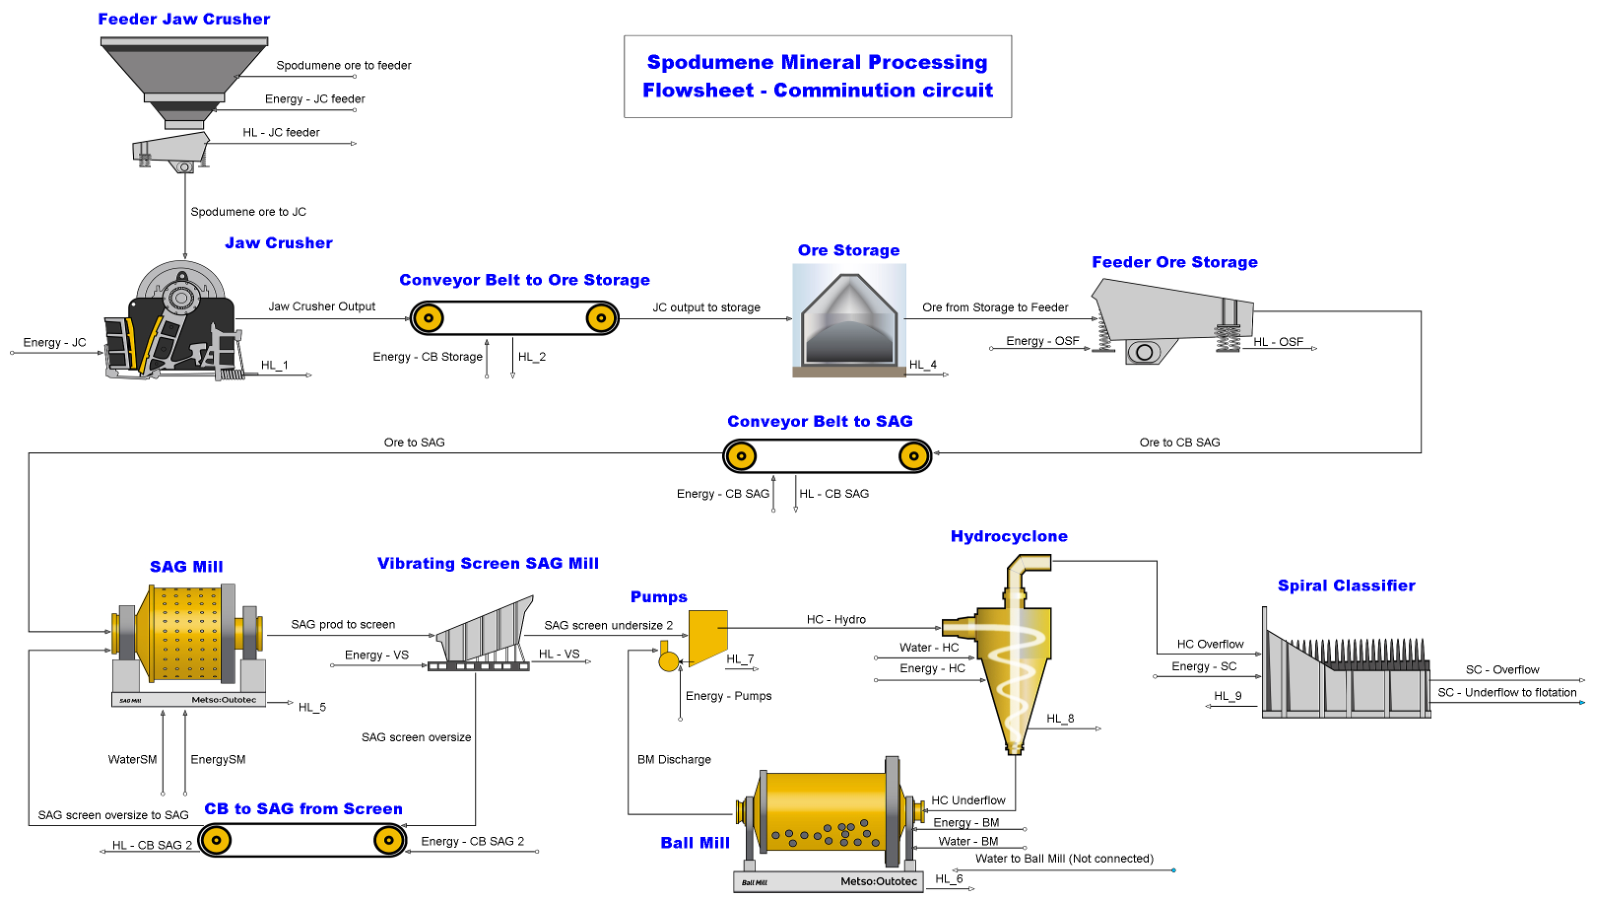 Feeder Jaw Crusher
Spodumene ore to feeder
Energy - JC feeder
HL - JC feeder
Spodumene Mineral Processing
Flowsheet - Comminution circuit
Spodumene ore to JC
Jaw Crusher
Conveyor Belt to Ore Storage
Ore Storage
Feeder Ore Storage
Jaw Crusher Output
JC output to storage
Ore from Storage to Feeder
Energy - JC
Energy - CB Storage
HL_2
HL_1
HL_4
Energy - OSF
HL - OSF
Conveyor Belt to SAG
Ore to SAG
Ore to CB SAG
Energy - CB SAG
HL - CB SAG
Hydrocyclone
SAG Mill
Vibrating Screen SAG Mill
Pumps
Spiral Classifier
SAG prod to screen
SAG screen undersize 2
HC - Hydro
Energy - VS
HL - VS
HL_7
Water - HC
Energy - HC
HC Overflow
Energy - SC
SC - Overflow
SC - Underflow to flotation
HL_9
Energy - Pumps
SAG Mill
Metso:Outotec
HL_5
HL_8
SAG screen oversize
WaterSM
EnergySM
BM Discharge
HC Underflow
SAG screen oversize to SAG
CB to SAG from Screen
Energy - BM
HL - CB SAG 2
Energy - CB SAG 2
Ball Mill
Water - BM
Water to Ball Mill (Not connected)
Ball Mill
Metso:Outotec
HL_6